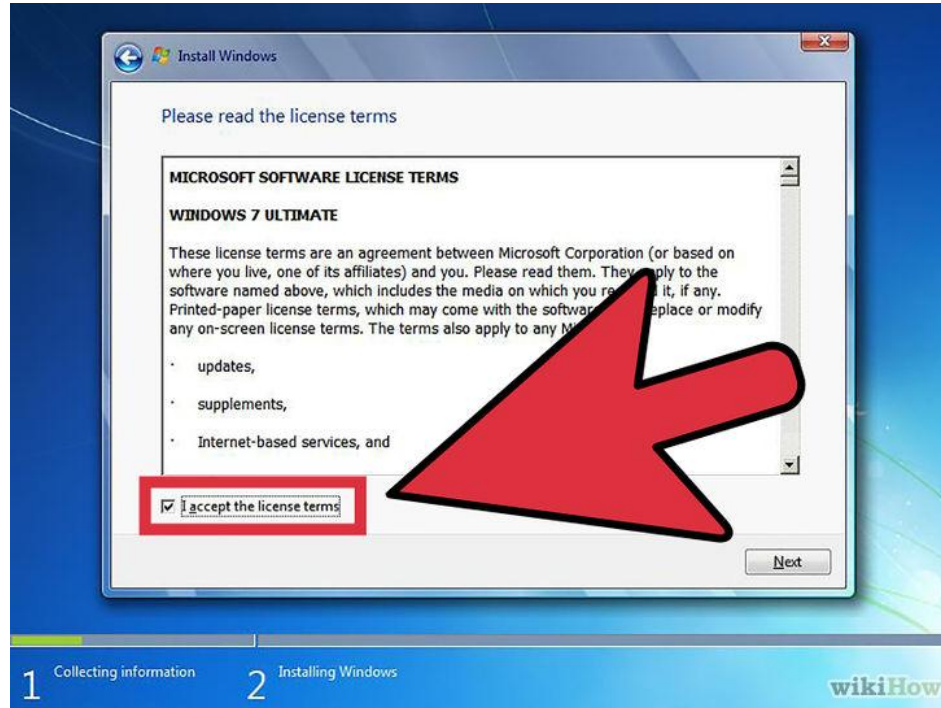 Install Windows
Please read the license terms
MICROSOFT SOFTWARE LICENSE TERMS
WINDOWS 7 ULTIMATE
These license terms are an agreement between Microsoft Corporation (or based on
where you live, one of its affiliates) and you. Please read them. They apply to the
software named above, which includes the media on which you it, if any.
Printed-paper license terms, which may come with the software replace or modify
any on-screen license terms. The terms also apply to any
· updates,
· supplements,
· Internet-based services, and
I accept the license terms
Next
1 Collecting information 2 Installing Windows
wikiHow